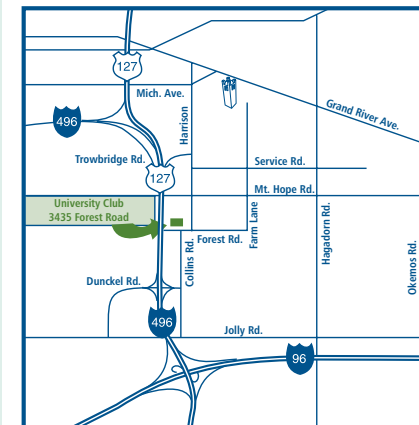 127
Mich. Ave.
496
Harrison
Grand River Ave.
Trowbridge Rd.
Service Rd.
127
Mt. Hope Rd.
University Club
3435 Forest Road
Forest Rd.
Farm Lane
Hagadorn Rd.
Okemos Rd.
Collins Rd.
Dunckel Rd.
496
Jolly Rd.
96